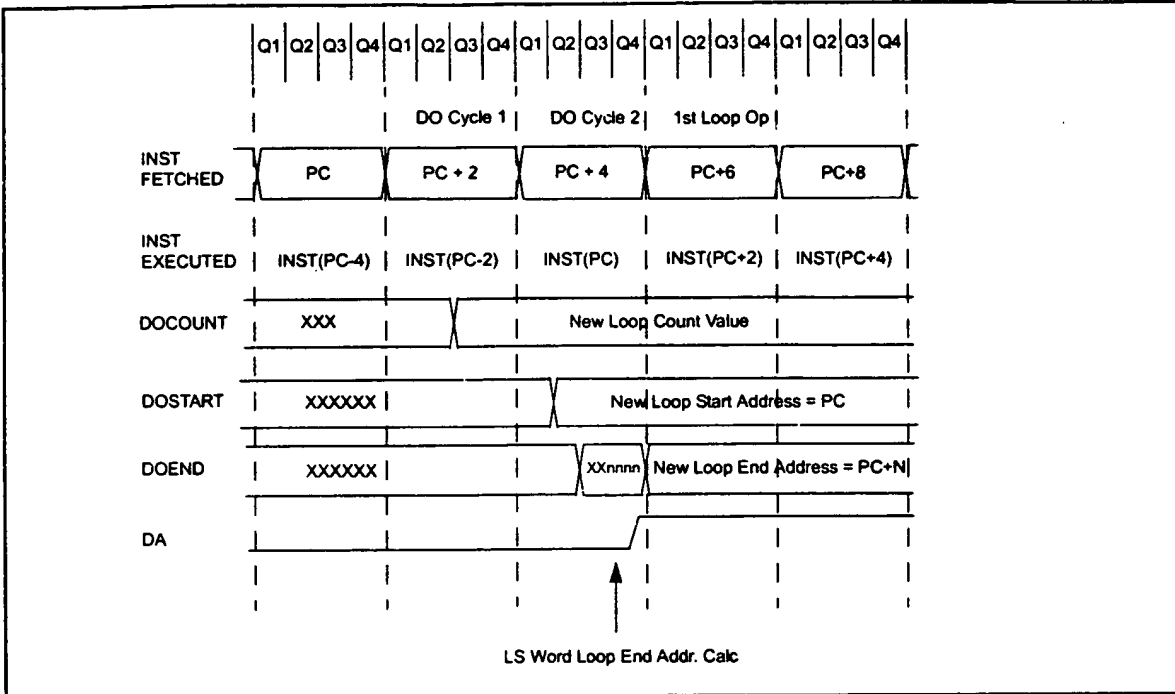 Q1 Q2 Q3 Q4 Q1 Q2 Q3 Q4 Q1 Q2 Q3 Q4 Q1 Q2 Q3 Q4 Q1 Q2 Q3 Q4
DO Cycle 1 DO Cycle 2 1st Loop Op
INST
FETCHED
PC PC + 2 PC + 4 PC+6 PC+8
INST
EXECUTED
INST(PC-4) INST(PC-2) INST(PC) INST(PC+2) INST(PC+4)
DOCOUNT XXX New Loop Count Value
DOSTART XXXXXX New Loop Start Address = PC
DOEND XXXXXX XXnnnn New Loop End Address = PC+N
DA
LS Word Loop End Addr. Calc